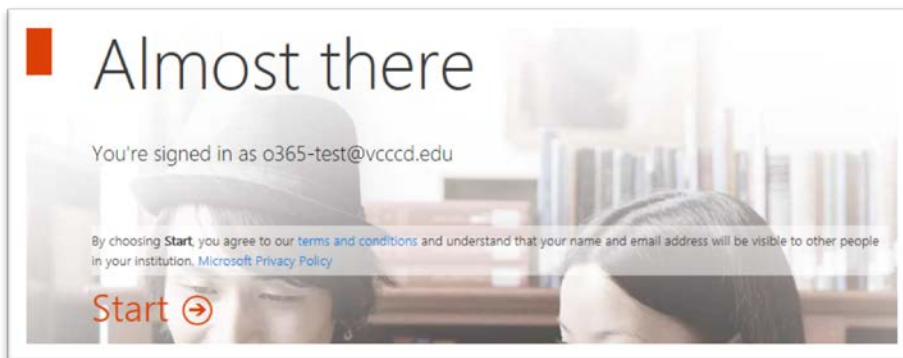 Almost there
You're signed in as o365-test@vcccd.edu
By choosing Start, you agree to our terms and conditions and understand that your name and email address will be visible to other people
in your institution. Microsoft Privacy Policy
Start